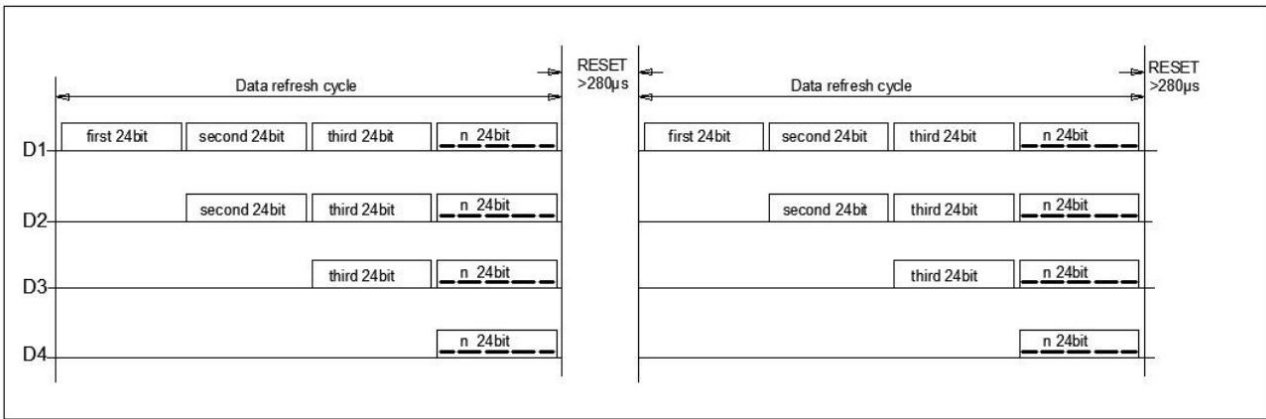 RESET
>280µs
RESET
>280µs
Data refresh cycle
Data refresh cycle
D1 first 24bit second 24bit third 24bit n 24bit first 24bit second 24bit third 24bit n 24bit
D2 second 24bit third 24bit n 24bit second 24bit third 24bit n 24bit
D3 third 24bit n 24bit third 24bit n 24bit
D4 n 24bit n 24bit